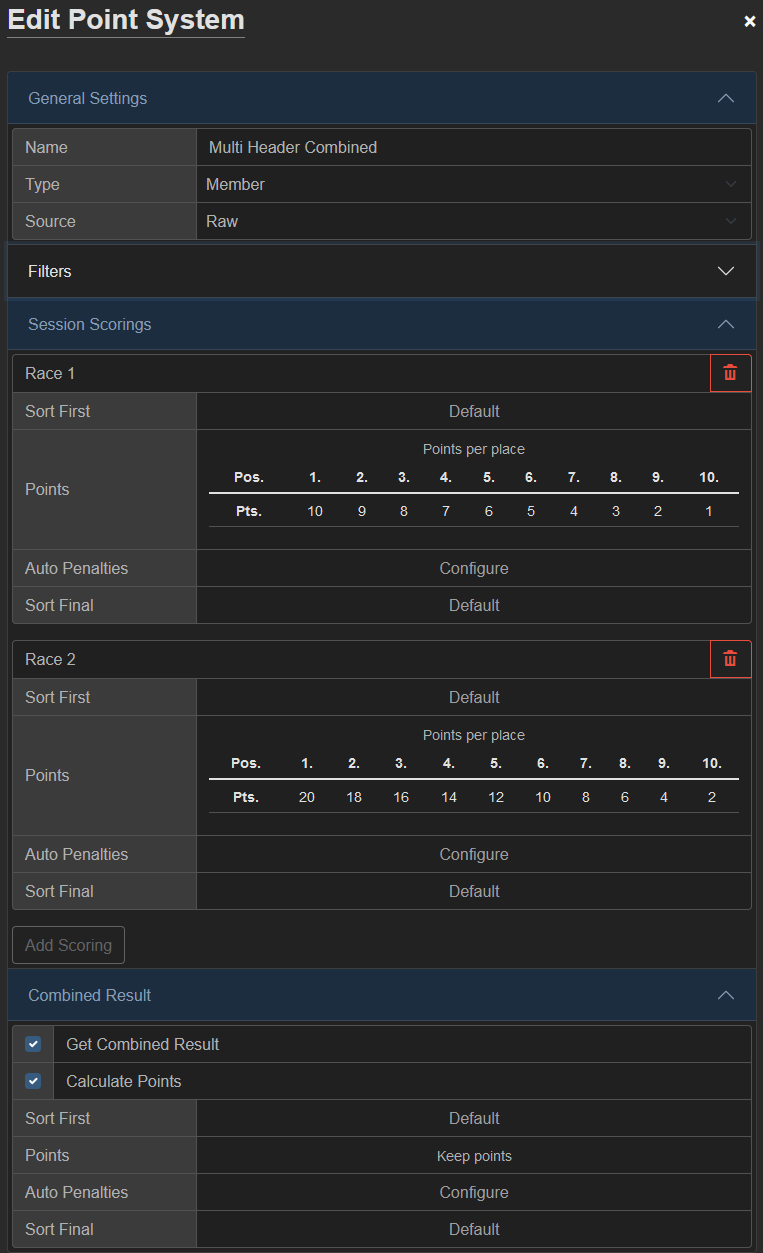 Edit Point System
General Settings
Name Multi Header Combined
Type Member
Source Raw
Filters
Session Scorings
Race 1
Sort First Default
Points per place
Pos. 1. 2. 3. 4. 5. 6. 7. 8. 9. 10.
Points
Pts. 10 9 8 7 6 5 4 3 2 1
Auto Penalties Configure
Sort Final Default
Race 2
Sort First Default
Points per place
Pos. 1. 2. 3. 4. 5. 6. 7. 8. 9. 10.
Points
Pts. 20 18 16 14 12 10 8 6 4 2
Auto Penalties Configure
Sort Final Default
Add Scoring
Combined Result
Get Combined Result
Calculate Points
Sort First Default
Points Keep points
Auto Penalties Configure
Sort Final Default